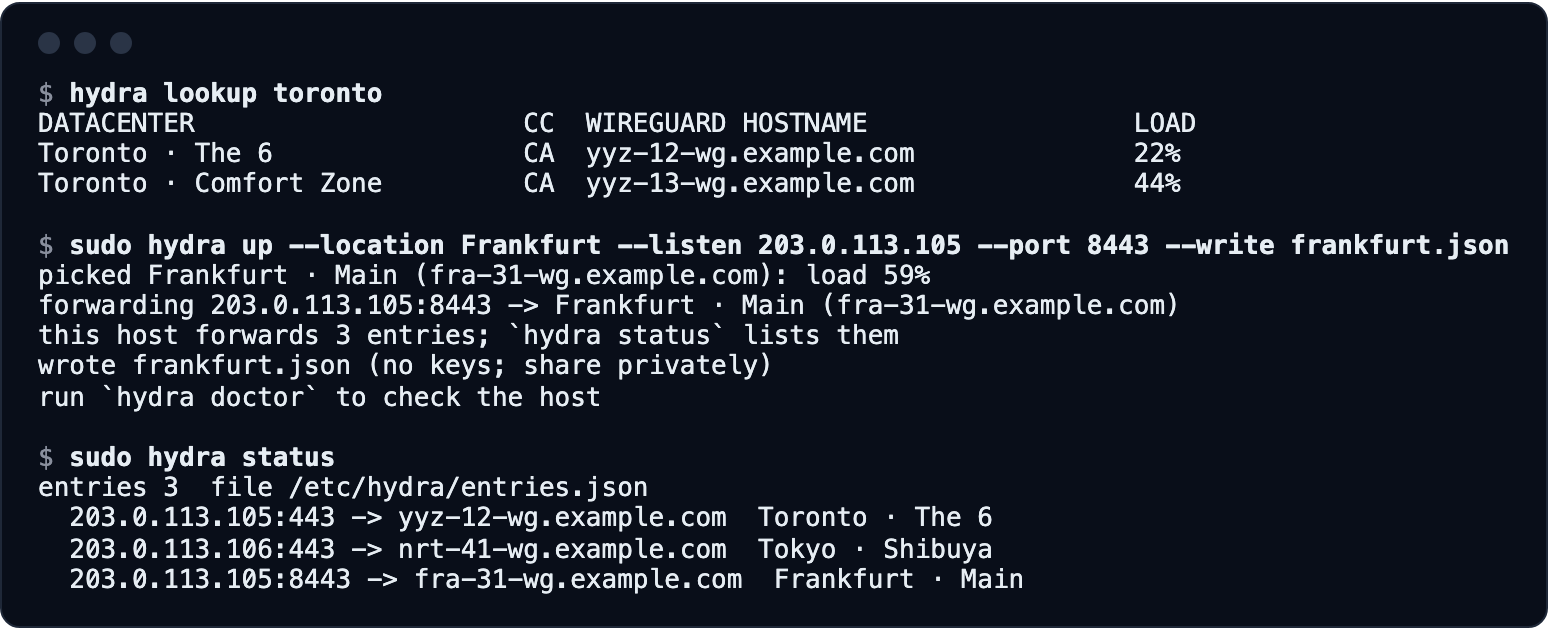 $ hydra lookup toronto
DATACENTER                     CC  WIREGUARD HOSTNAME                 LOAD
Toronto · The 6                CA  yyz-12-wg.example.com              22%
Toronto · Comfort Zone         CA  yyz-13-wg.example.com              44%
$ sudo hydra up --location Frankfurt --listen 203.0.113.105 --port 8443 --write frankfurt.json
picked Frankfurt · Main (fra-31-wg.example.com): load 59%
forwarding 203.0.113.105:8443 -> Frankfurt · Main (fra-31-wg.example.com)
this host forwards 3 entries; `hydra status` lists them
wrote frankfurt.json (no keys; share privately)
run `hydra doctor` to check the host
$ sudo hydra status
entries 3  file /etc/hydra/entries.json
  203.0.113.105:443 -> yyz-12-wg.example.com  Toronto · The 6
  203.0.113.106:443 -> nrt-41-wg.example.com  Tokyo · Shibuya
  203.0.113.105:8443 -> fra-31-wg.example.com  Frankfurt · Main